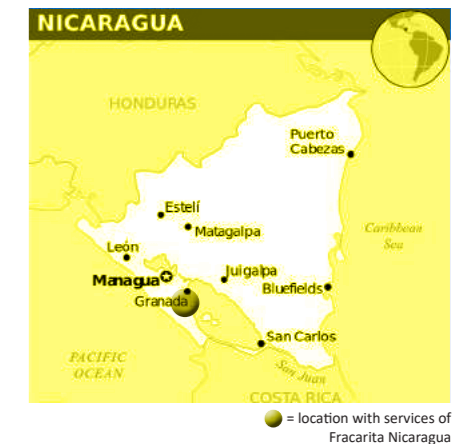 NICARAGUA
HONDURAS
Puerto
Cabezas
Estelí
Matagalpa
Caribbean
Sea
León
Managua
Juigalpa
Bluefields
Granada
San Carlos
PACIFIC
OCEAN
San Juan
COSTA RICA
= location with services of
Fracarita Nicaragua